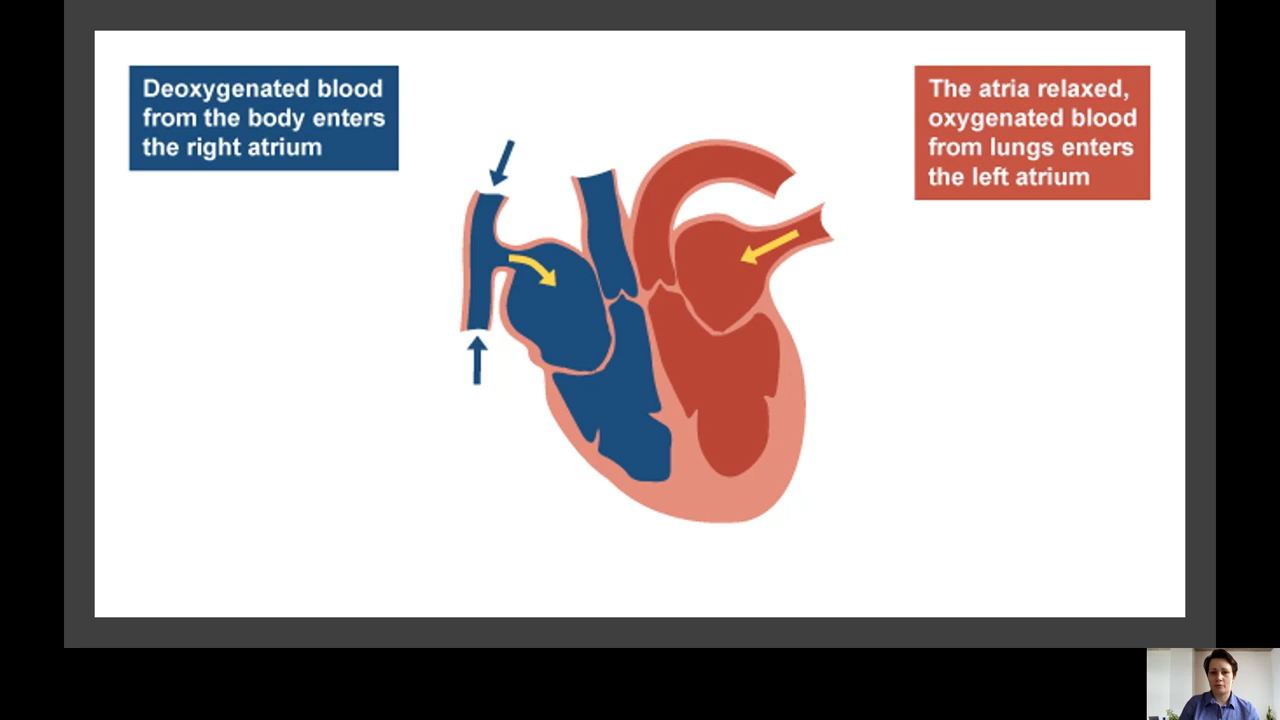 Deoxygenated blood
from the body enters
the right atrium
The atria relaxed,
oxygenated blood
from lungs enters
the left atrium